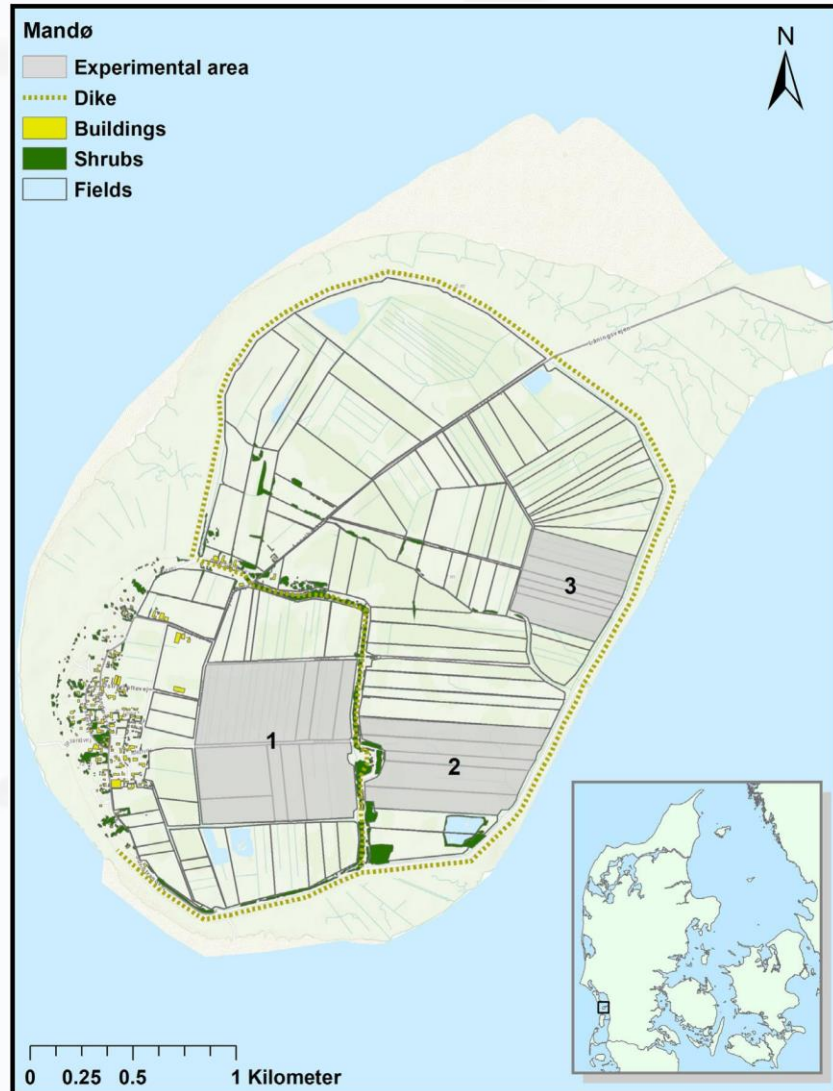 Mandø
N
Experimental area
Dike
Buildings
Shrubs
Fields
3
1
2
0 0.25 0.5 1 Kilometer